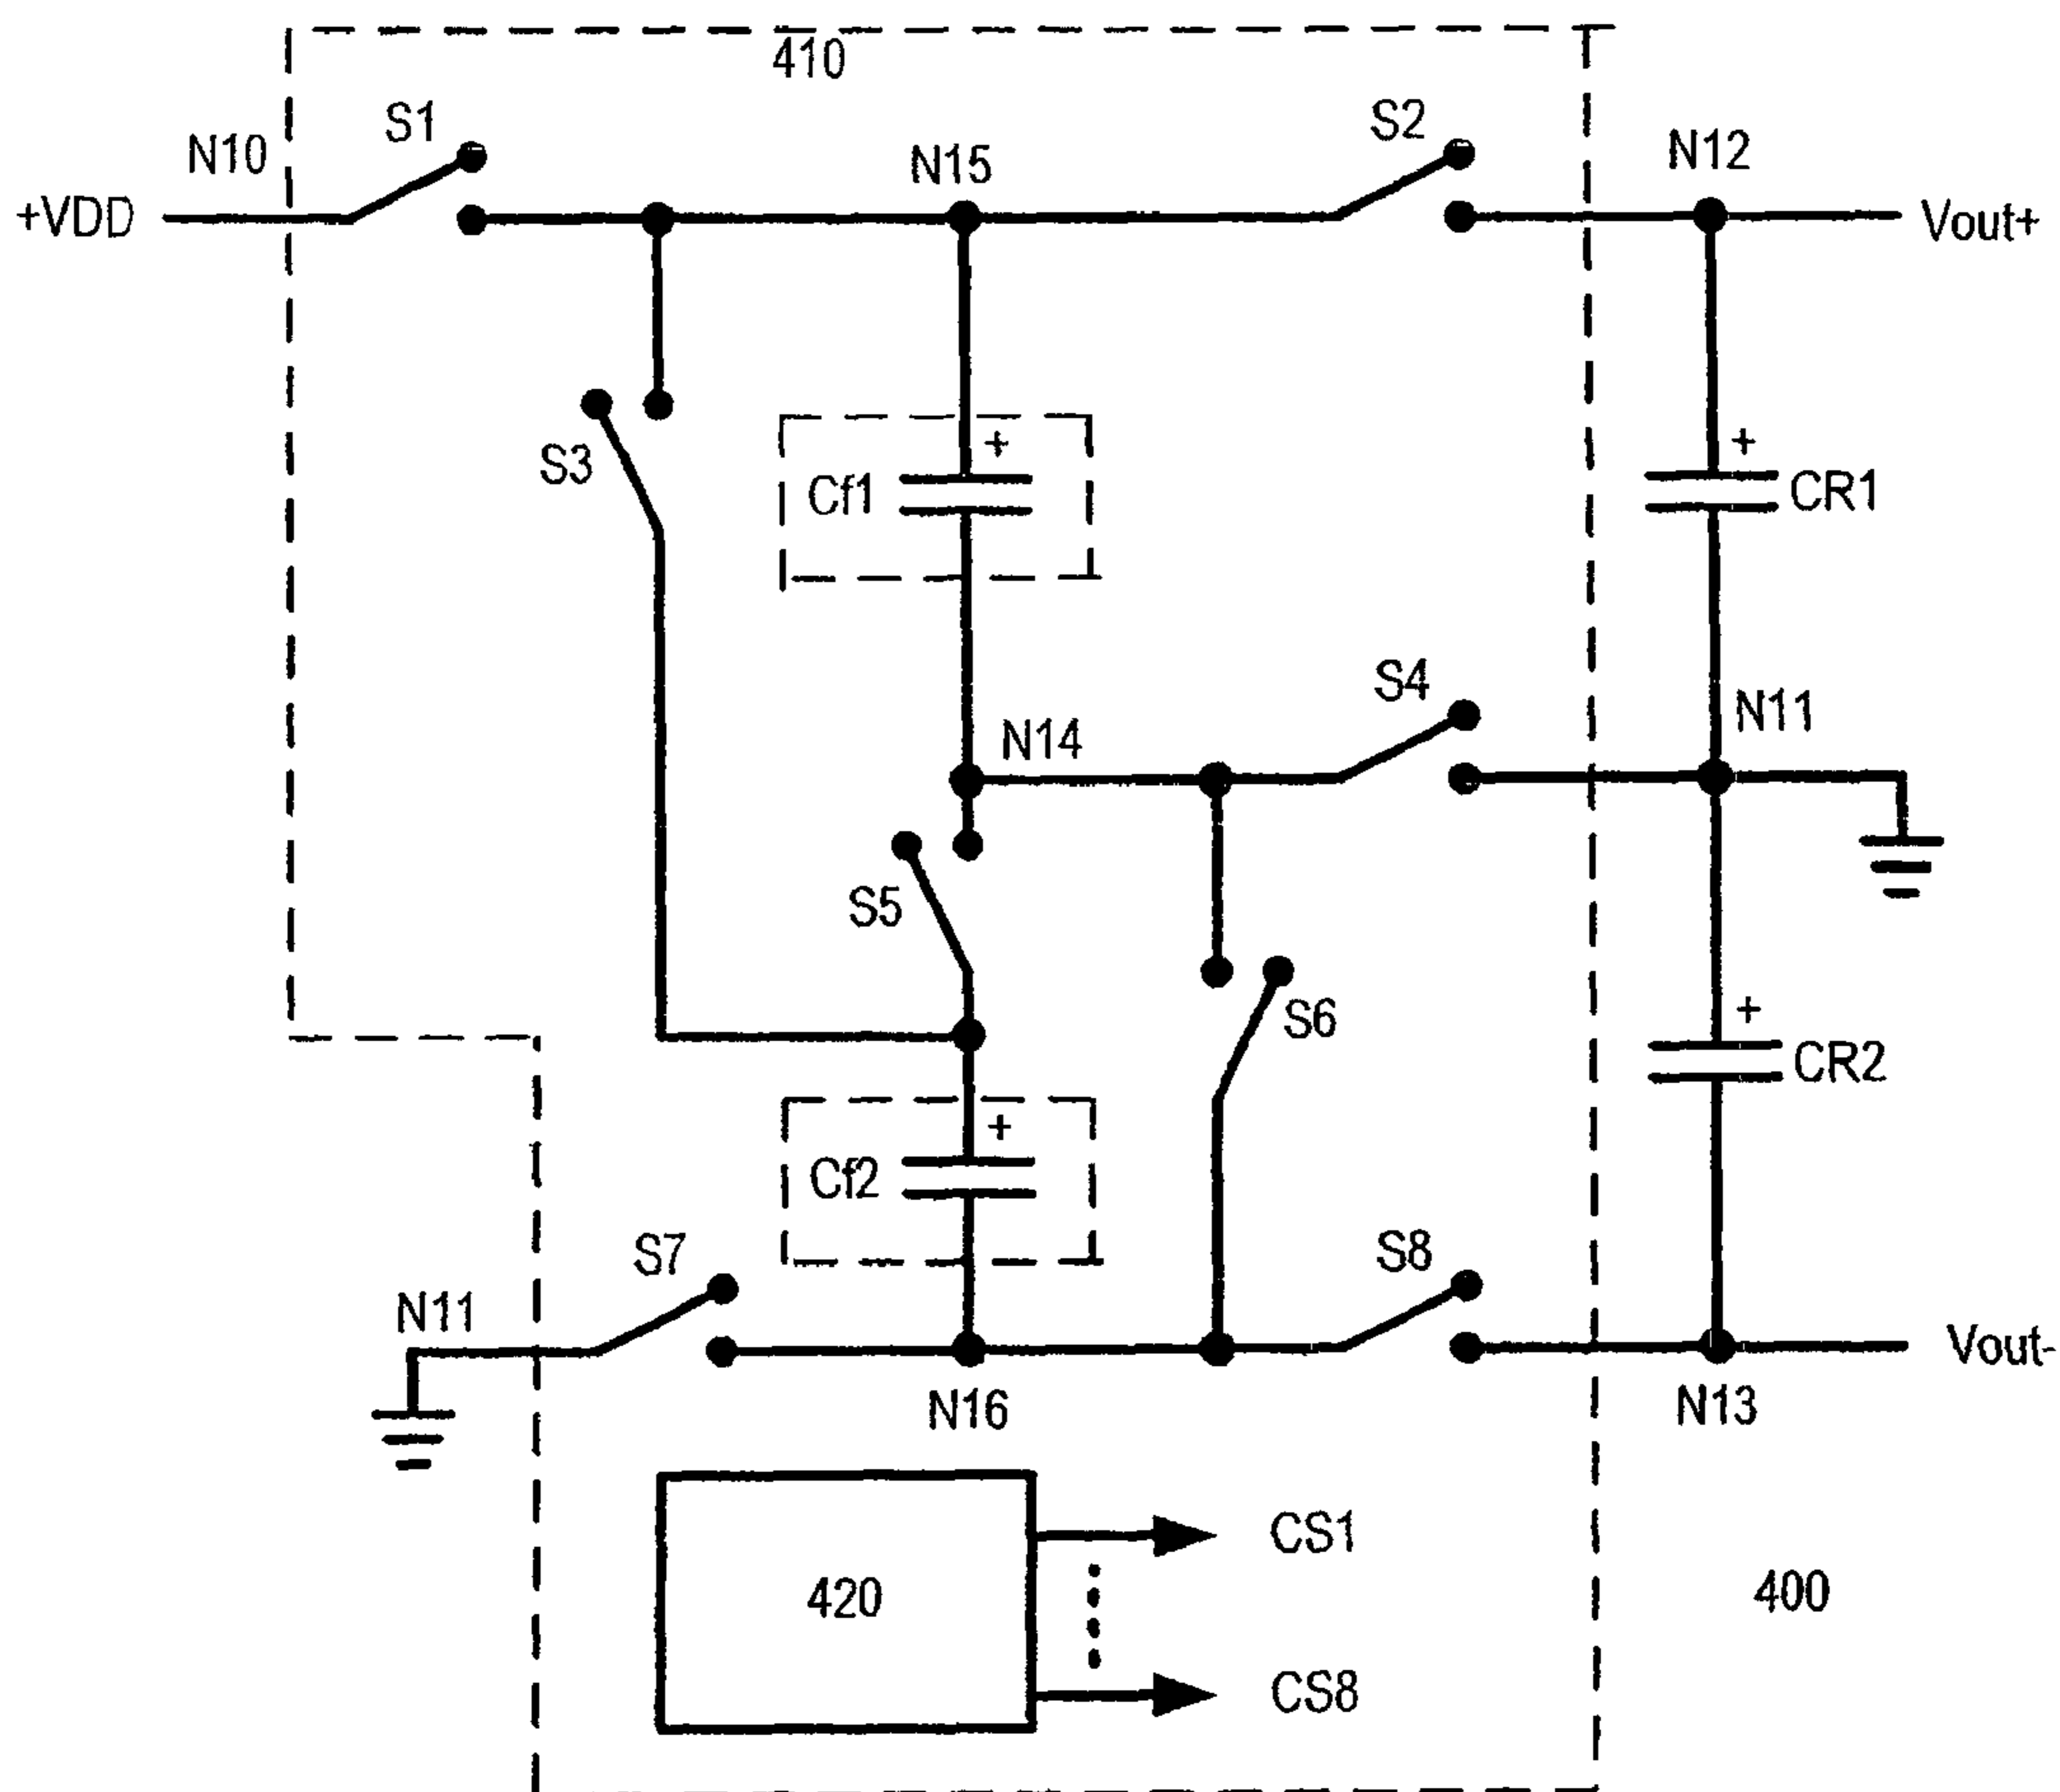 410
S1
S2
N10
N15
N12
+VDD
Vout+
S3
+
Cf1
+
CR1
S4
N14
N11
S5
S6
+
CR2
+
Cf2
S7
S8
N11
Vout-
N16
N13
420
CS1
CS8
400